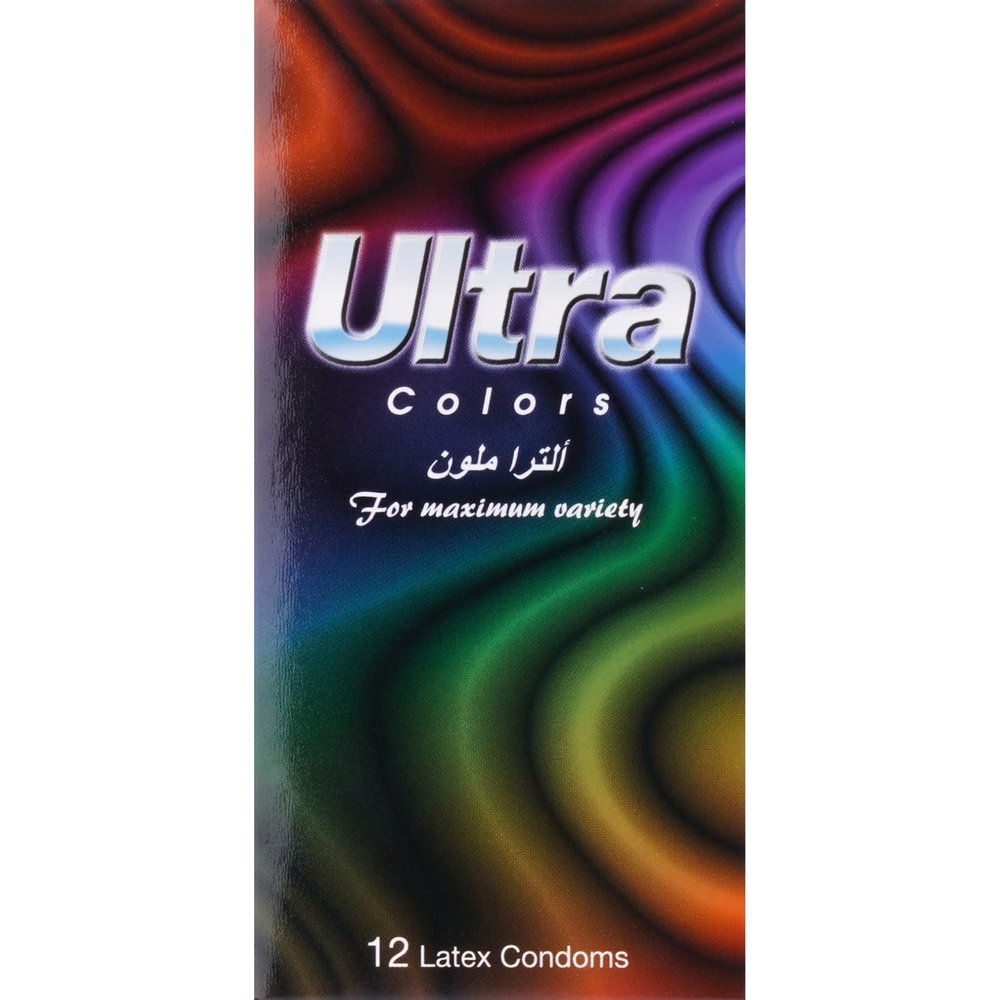 Ultra
Colors
ألترا ملون
For maximum variety
12 Latex Condoms